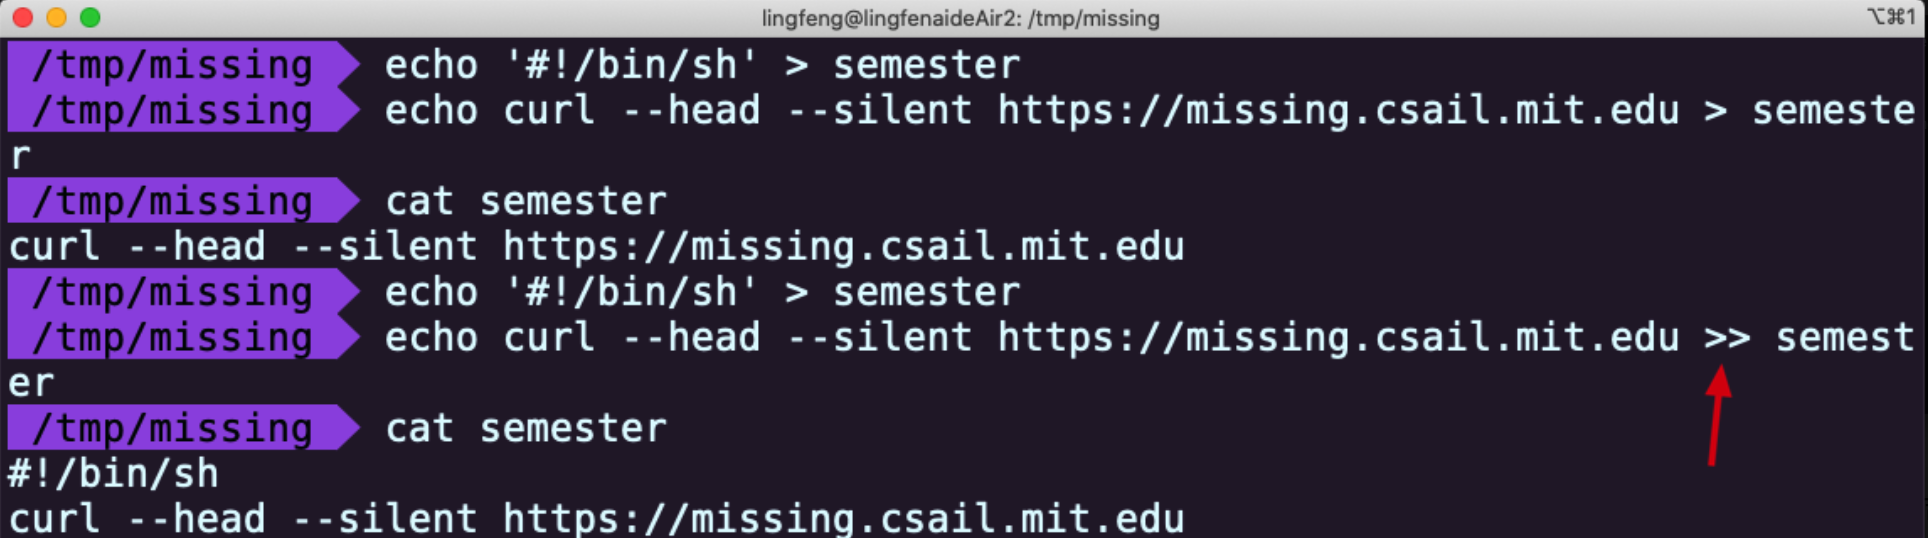 lingfeng@lingfenaideAir2: /tmp/missing ⌥⌘1
/tmp/missing echo '#!/bin/sh' > semester
/tmp/missing echo curl --head --silent https://missing.csail.mit.edu > semeste
r
/tmp/missing cat semester
curl --head --silent https://missing.csail.mit.edu
/tmp/missing echo '#!/bin/sh' > semester
/tmp/missing echo curl --head --silent https://missing.csail.mit.edu >> semest
er
/tmp/missing cat semester
#!/bin/sh
curl --head --silent https://missing.csail.mit.edu